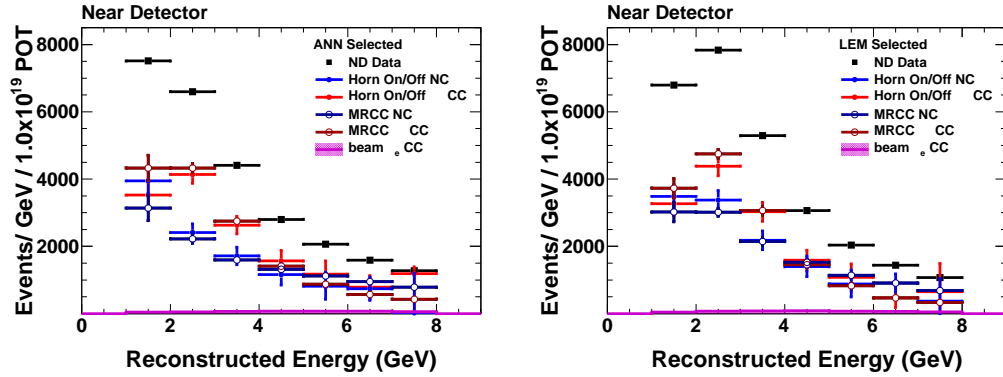 Near Detector
Events/ GeV / 1.0x10¹⁹ POT
8000
6000
4000
2000
0
2
4
6
8
Reconstructed Energy (GeV)
ANN Selected
ND Data
Horn On/Off NC
Horn On/Off CC
MRCC NC
MRCC CC
beam ₑ CC
Near Detector
Events/ GeV / 1.0x10¹⁹ POT
8000
6000
4000
2000
0
2
4
6
8
Reconstructed Energy (GeV)
LEM Selected
ND Data
Horn On/Off NC
Horn On/Off CC
MRCC NC
MRCC CC
beam ₑ CC